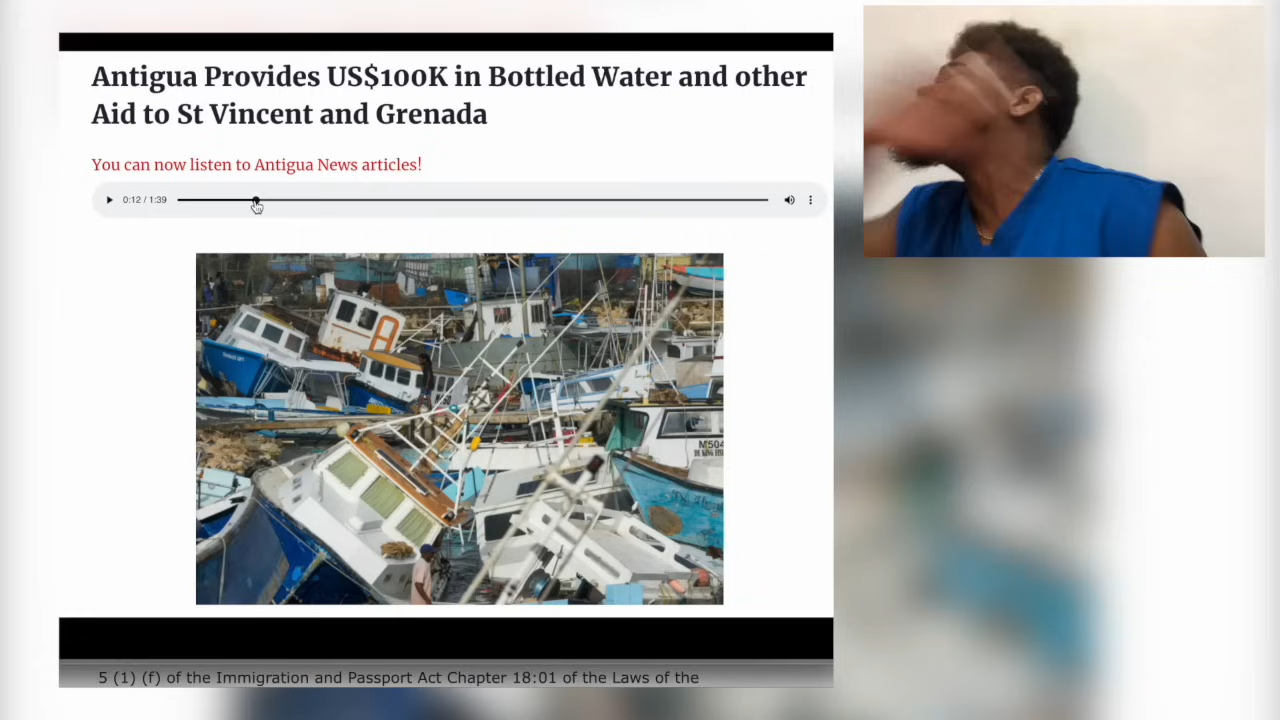 Antigua Provides US$100K in Bottled Water and other
Aid to St Vincent and Grenada
You can now listen to Antigua News articles!
0:12 / 1:39
M504
5 (1) (f) of the Immigration and Passport Act Chapter 18:01 of the Laws of the